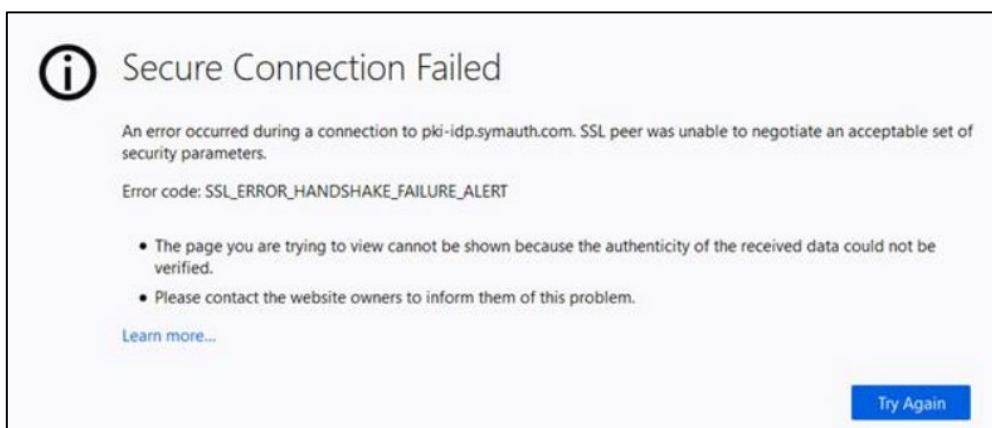 Secure Connection Failed
An error occurred during a connection to pki-idp.symauth.com. SSL peer was unable to negotiate an acceptable set of
security parameters.
Error code: SSL_ERROR_HANDSHAKE_FAILURE_ALERT
• The page you are trying to view cannot be shown because the authenticity of the received data could not be
verified.
• Please contact the website owners to inform them of this problem.
Learn more...
Try Again